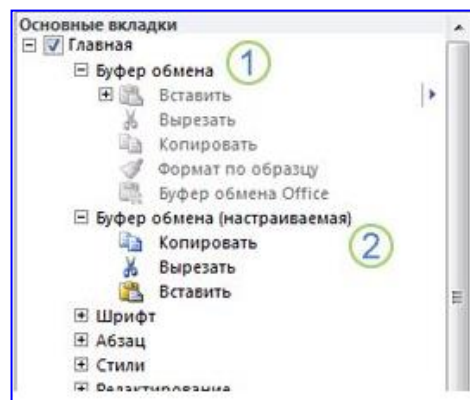 Основные вкладки
Главная
Буфер обмена 1
Вставить
Вырезать
Копировать
Формат по образцу
Буфер обмена Office
Буфер обмена (настраиваемая)
Копировать 2
Вырезать
Вставить
Шрифт
Абзац
Стили
Редактирование